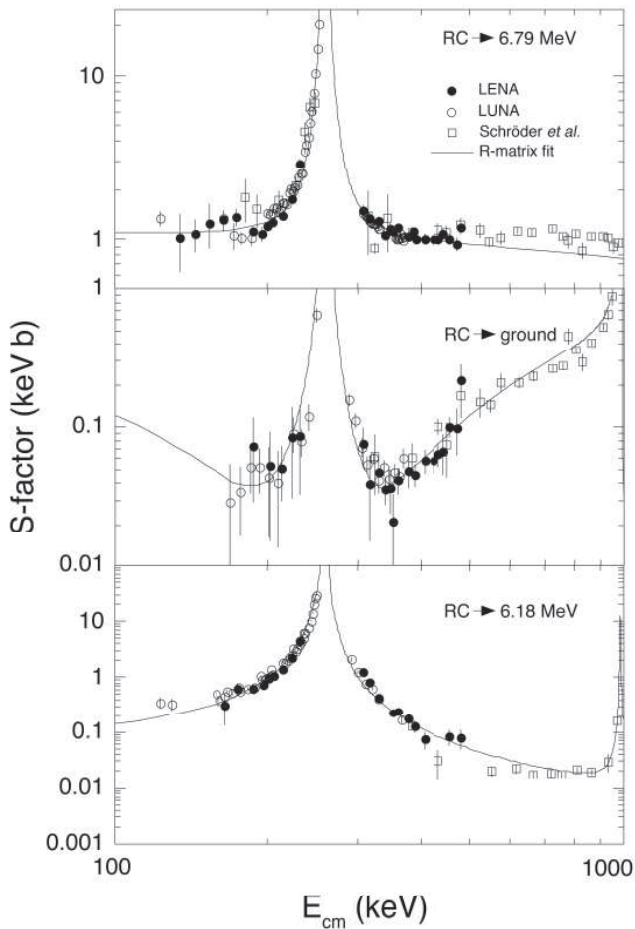 10
1
RC → 6.79 MeV
● LENA
○ LUNA
□ Schröder et al.
— R-matrix fit
1
0.1
0.01
RC → ground
10
1
0.1
0.01
0.001
RC → 6.18 MeV
S-factor (keV b)
100
1000
E_cm (keV)